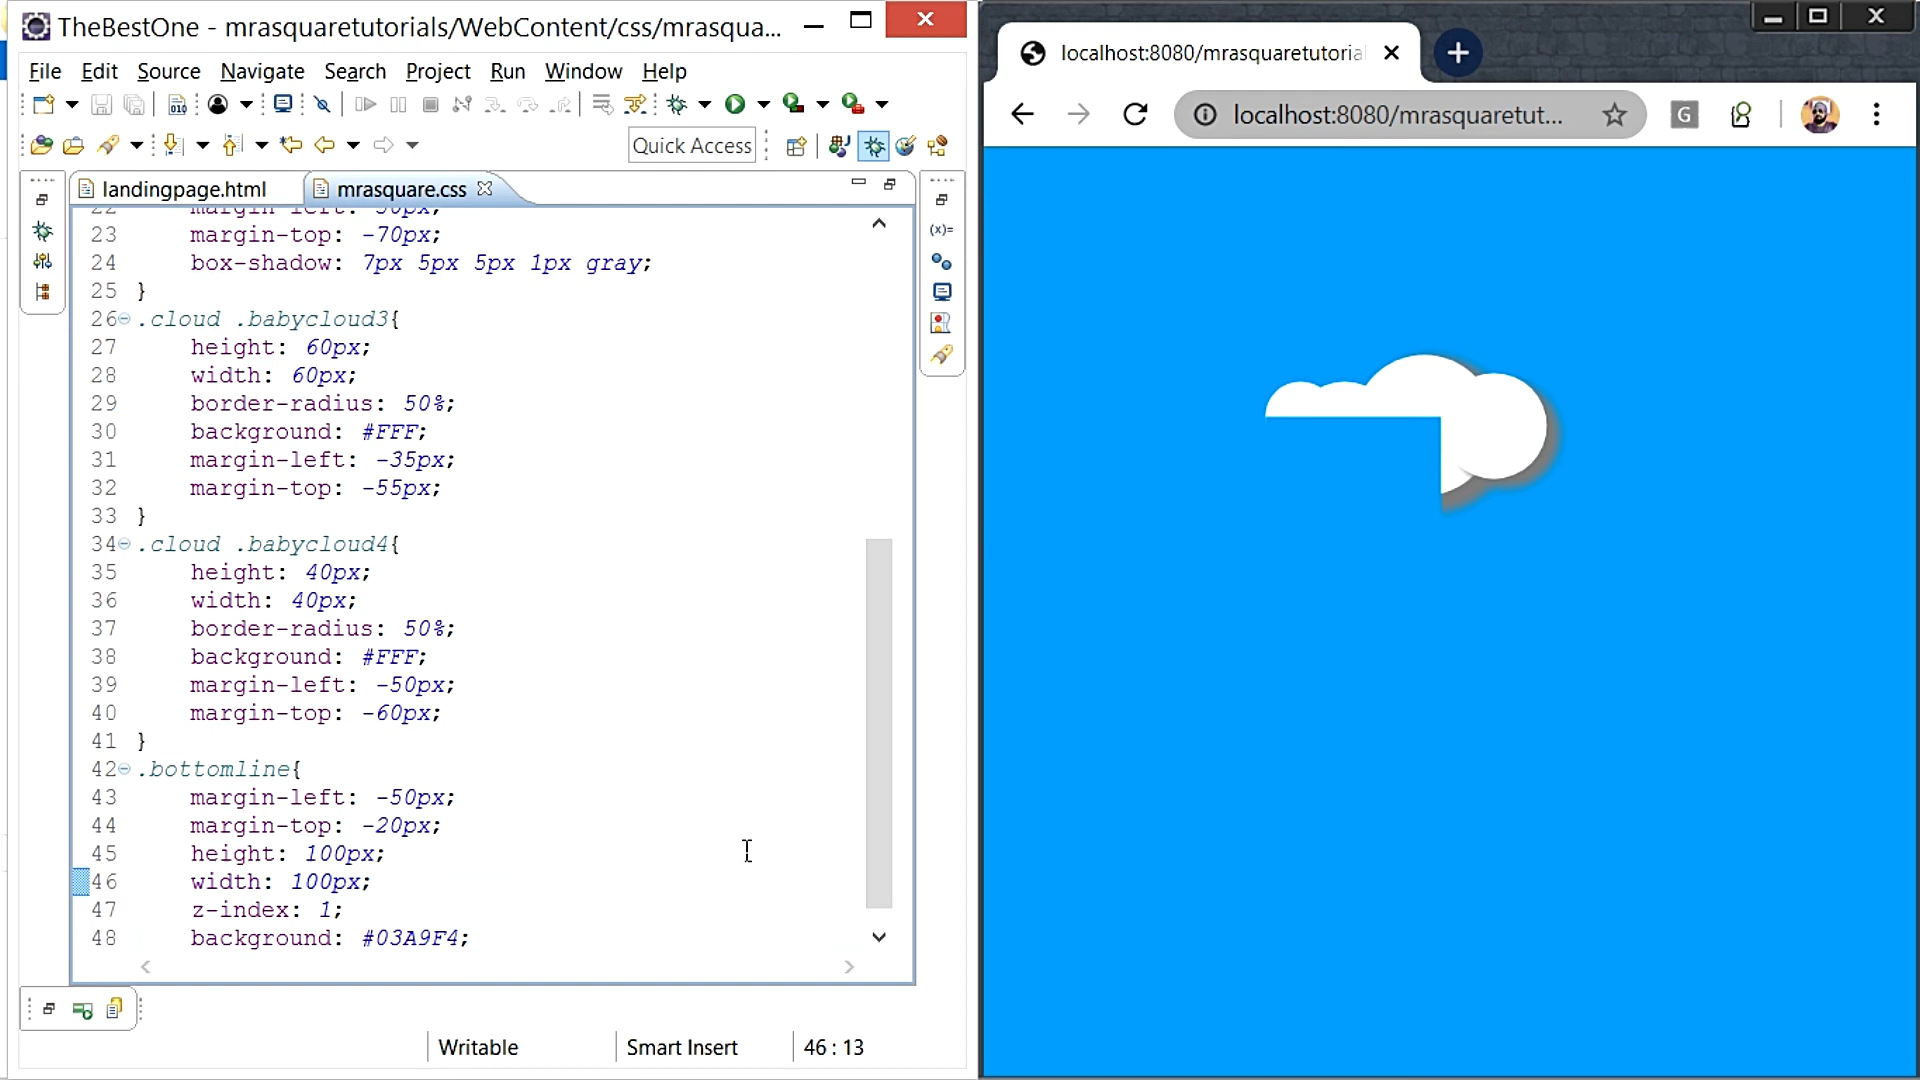 TheBestOne - mrasquaretutorials/WebContent/css/mrasqua...
File Edit Source Navigate Search Project Run Window Help
Quick Access
landingpage.html
mrasquare.css
22 margin-left: 50px;
23 margin-top: -70px;
24 box-shadow: 7px 5px 5px 1px gray;
25 }
26 .cloud .babycloud3{
27 height: 60px;
28 width: 60px;
29 border-radius: 50%;
30 background: #FFF;
31 margin-left: -35px;
32 margin-top: -55px;
33 }
34 .cloud .babycloud4{
35 height: 40px;
36 width: 40px;
37 border-radius: 50%;
38 background: #FFF;
39 margin-left: -50px;
40 margin-top: -60px;
41 }
42 .bottomline{
43 margin-left: -50px;
44 margin-top: -20px;
45 height: 100px;
46 width: 100px;
47 z-index: 1;
48 background: #03A9F4;
(x)=
Writable Smart Insert 46 : 13
localhost:8080/mrasquaretutoria
localhost:8080/mrasquaretut...
G